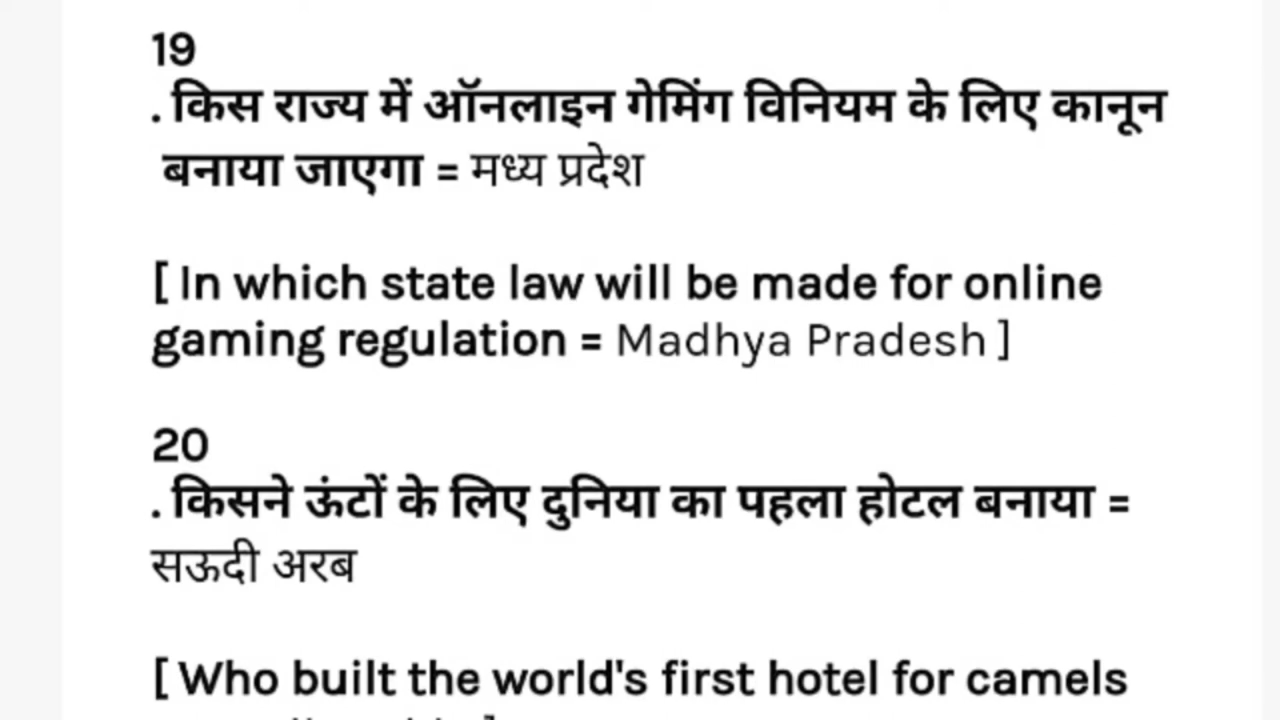 19
. किस राज्य में ऑनलाइन गेमिंग विनियम के लिए कानून
बनाया जाएगा = मध्य प्रदेश
[ In which state law will be made for online
gaming regulation = Madhya Pradesh ]
20
. किसने ऊंटों के लिए दुनिया का पहला होटल बनाया =
सऊदी अरब
[ Who built the world's first hotel for camels